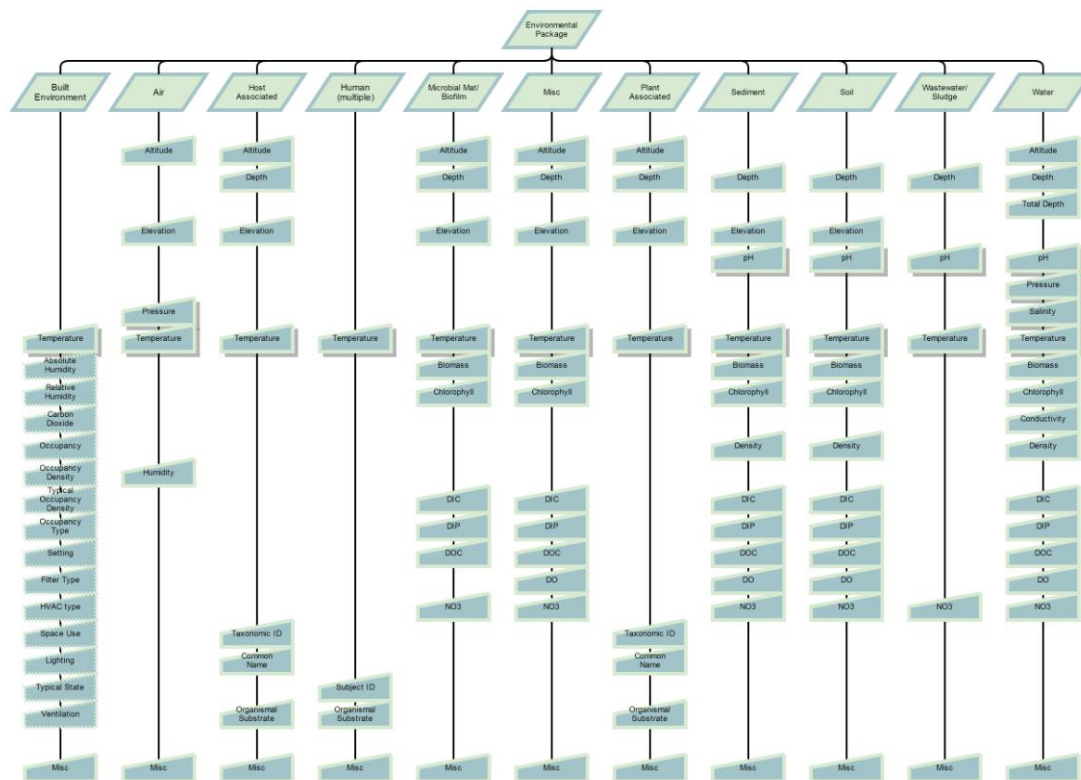 Environmental
Package
Built
Environment
Air
Host
Associated
Human
(multiple)
Microbial Mat/
Biofilm
Misc
Plant
Associated
Sediment
Soil
Wastewater/
Sludge
Water
Temperature
Absolute
Humidity
Relative
Humidity
Carbon
Dioxide
Occupancy
Occupancy
Density
Typical
Occupancy
Density
Occupancy
Type
Setting
Filter Type
HVAC type
Space Use
Lighting
Typical State
Ventilation
Misc
Altitude
Elevation
Pressure
Temperature
Humidity
Misc
Altitude
Depth
Elevation
Temperature
Taxonomic ID
Common
Name
Organismal
Substrate
Misc
Temperature
Subject ID
Organismal
Substrate
Misc
Altitude
Depth
Elevation
Temperature
Biomass
Chlorophyll
DIC
DIP
DOC
NO3
Misc
Altitude
Depth
Elevation
Temperature
Biomass
Chlorophyll
DIC
DIP
DOC
DO
NO3
Misc
Altitude
Depth
Elevation
Temperature
Taxonomic ID
Common
Name
Organismal
Substrate
Misc
Depth
Elevation
pH
Temperature
Biomass
Chlorophyll
Density
DIC
DIP
DOC
DO
NO3
Misc
Depth
Elevation
pH
Temperature
Biomass
Chlorophyll
Density
DIC
DIP
DOC
DO
NO3
Misc
Depth
pH
Temperature
NO3
Misc
Altitude
Depth
Total Depth
pH
Pressure
Salinity
Temperature
Biomass
Chlorophyll
Conductivity
Density
DIC
DIP
DOC
DO
NO3
Misc